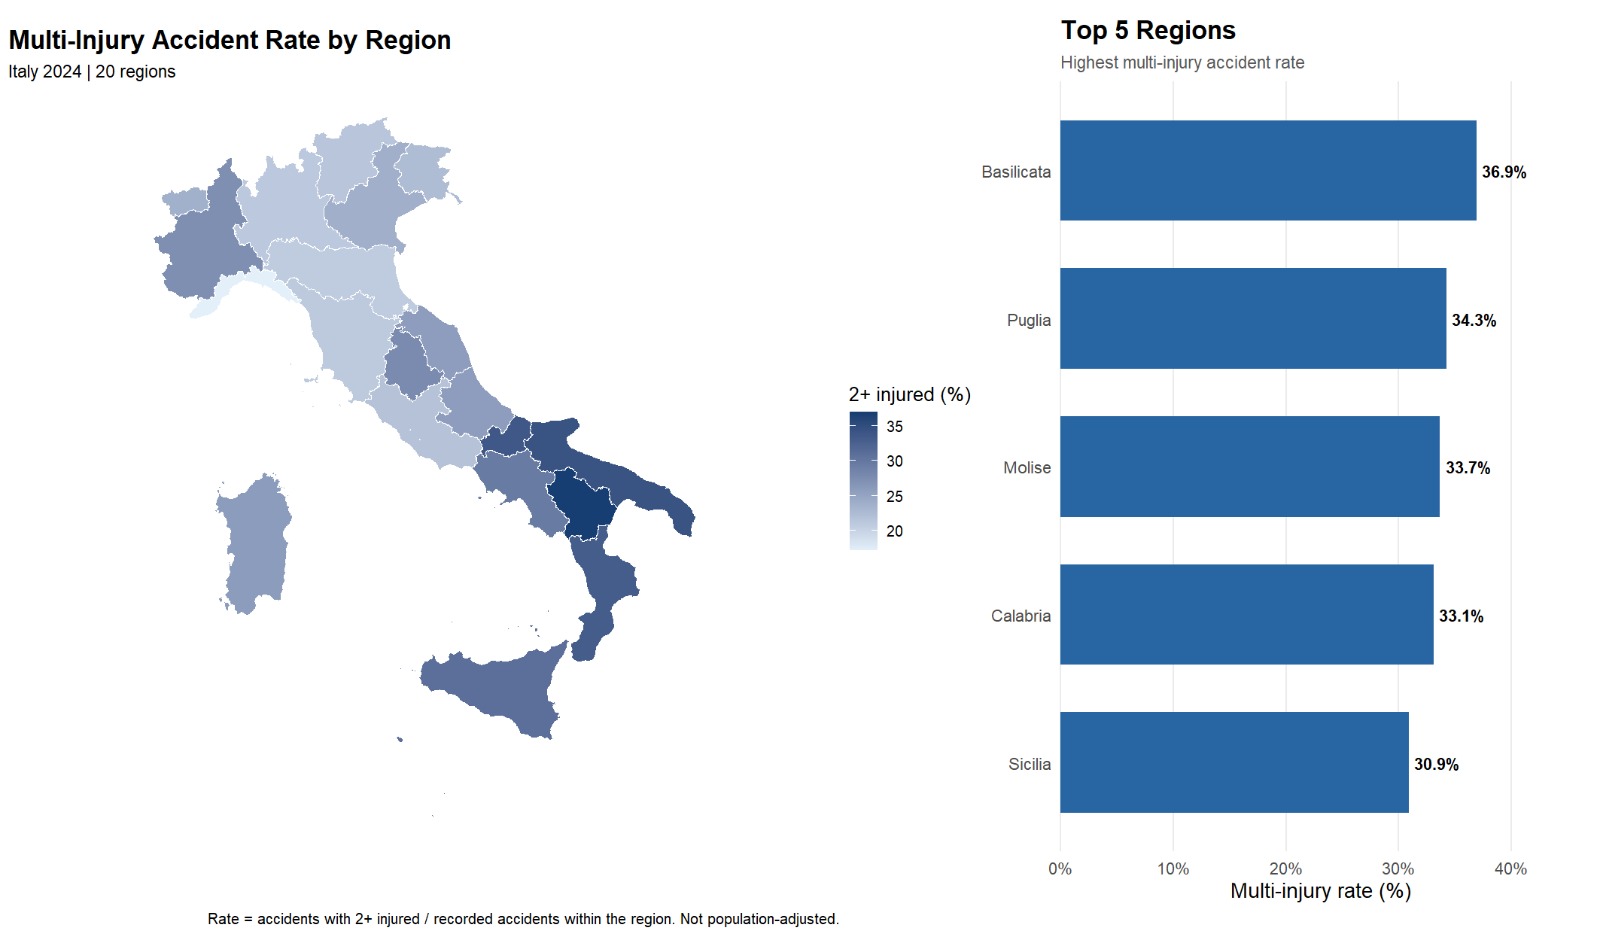 Multi-Injury Accident Rate by Region
Italy 2024 | 20 regions
2+ injured (%)
35
30
25
20
Rate = accidents with 2+ injured / recorded accidents within the region. Not population-adjusted.
Top 5 Regions
Highest multi-injury accident rate
Basilicata 36.9%
Puglia 34.3%
Molise 33.7%
Calabria 33.1%
Sicilia 30.9%
0% 10% 20% 30% 40%
Multi-injury rate (%)